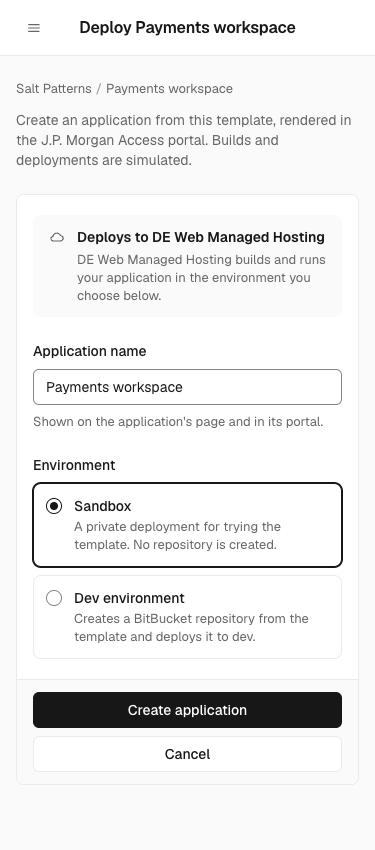 Deploy Payments workspace
Salt Patterns / Payments workspace
Create an application from this template, rendered in
the J.P. Morgan Access portal. Builds and
deployments are simulated.
Deploys to DE Web Managed Hosting
DE Web Managed Hosting builds and runs
your application in the environment you
choose below.
Application name
Payments workspace
Shown on the application's page and in its portal.
Environment
Sandbox
A private deployment for trying the
template. No repository is created.
Dev environment
Creates a BitBucket repository from the
template and deploys it to dev.
Create application
Cancel